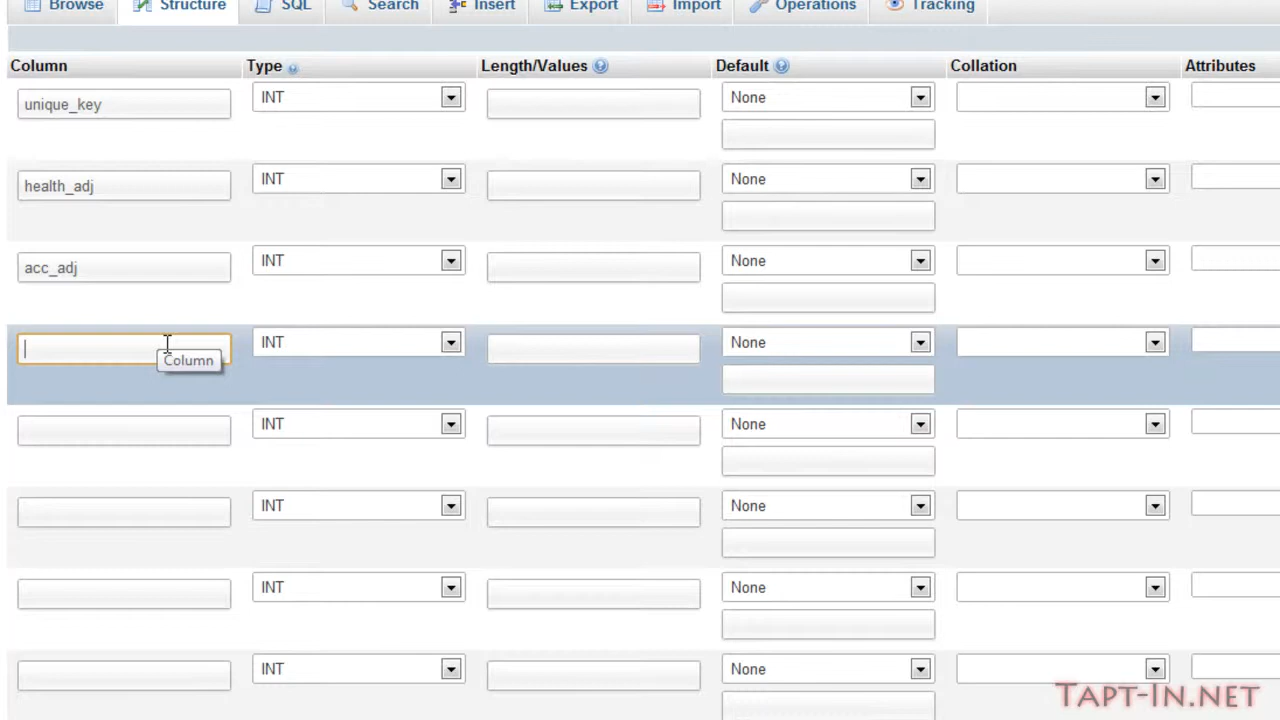 Browse Structure SQL Search Insert Export Import Operations Tracking
Column Type Length/Values Default Collation Attributes
unique_key INT None
health_adj INT None
acc_adj INT None
INT None
Column
INT None
INT None
INT None
INT None
TAPT-IN.NET